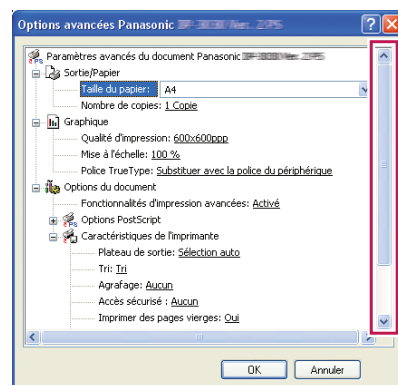 Options avancées Panasonic
Paramètres avancés du document Panasonic
Sortie/Papier
Taille du papier: A4
Nombre de copies: 1 Copie
Graphique
Qualité d'impression: 600x600ppp
Mise à l'échelle: 100 %
Police TrueType: Substituer avec la police du périphérique
Options du document
Fonctionnalités d'impression avancées: Activé
Options PostScript
Caractéristiques de l'imprimante
Plateau de sortie: Sélection auto
Tri: Tri
Agrafage: Aucun
Accès sécurisé : Aucun
Imprimer des pages vierges: Oui
OK Annuler